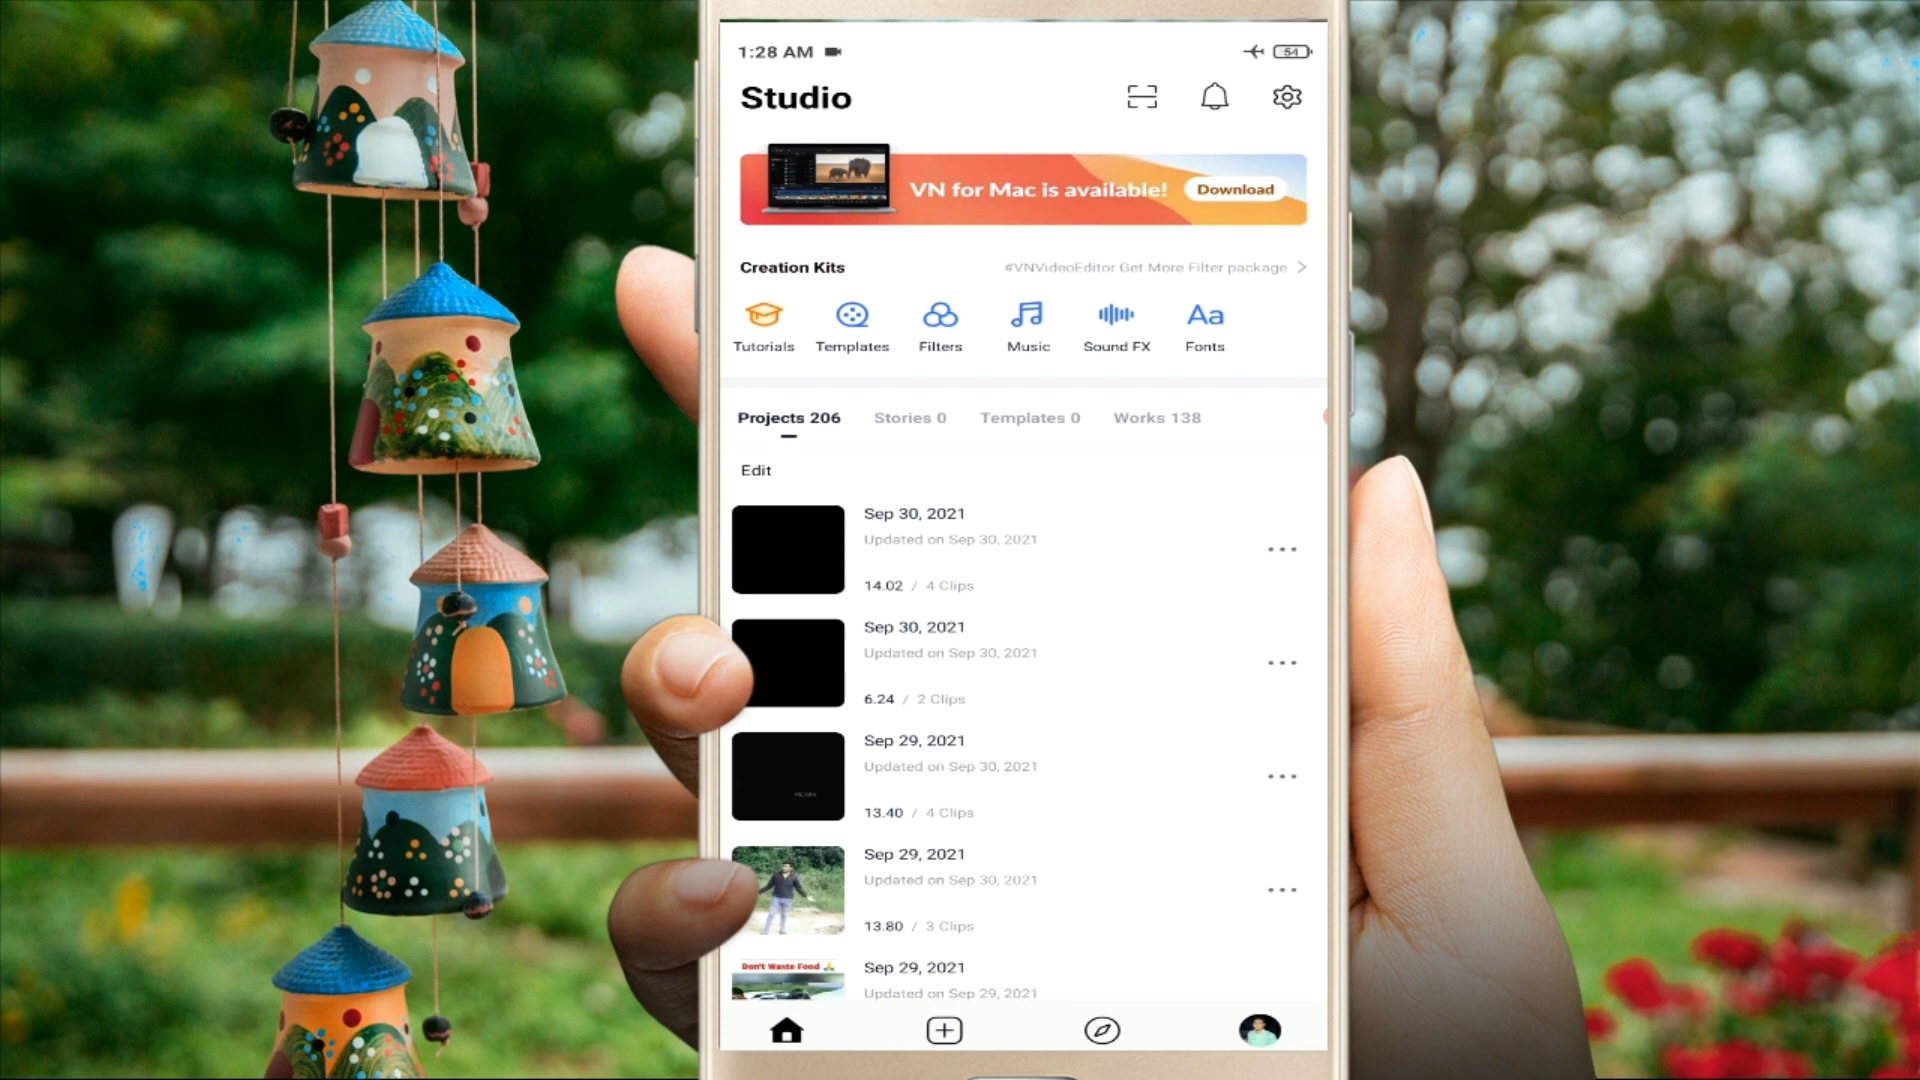 1:28 AM 54
Studio
VN for Mac is available! Download
Creation Kits #VNVideoEditor Get More Filter package
Aa
Tutorials Templates Filters Music Sound FX Fonts
Projects 206 Stories 0 Templates 0 Works 138
Edit
Sep 30, 2021
Updated on Sep 30, 2021
14.02 / 4 Clips
Sep 30, 2021
Updated on Sep 30, 2021
6.24 / 2 Clips
Sep 29, 2021
Updated on Sep 30, 2021
13.40 / 4 Clips
Sep 29, 2021
Updated on Sep 30, 2021
13.80 / 3 Clips
Don't Waste Food 🙏
Sep 29, 2021
Updated on Sep 29, 2021